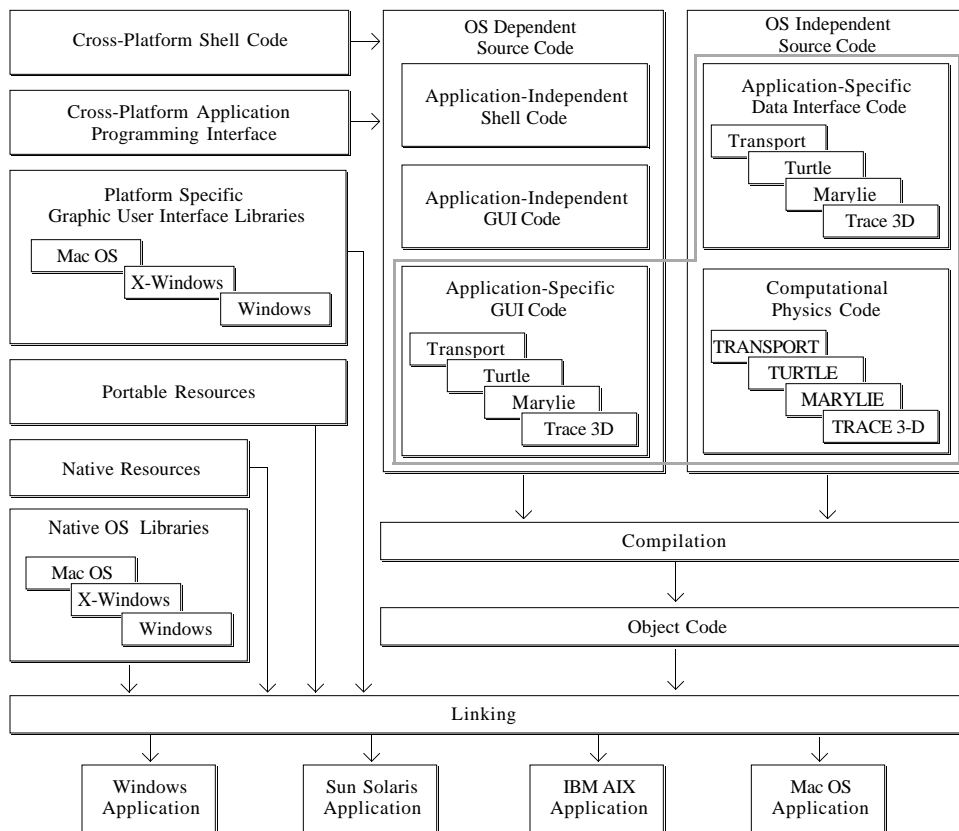 Cross-Platform Shell Code
Cross-Platform Application
Programming Interface
Platform Specific
Graphic User Interface Libraries
Mac OS
X-Windows
Windows
Portable Resources
Native Resources
Native OS Libraries
Mac OS
X-Windows
Windows
OS Dependent
Source Code
Application-Independent
Shell Code
Application-Independent
GUI Code
Application-Specific
GUI Code
Transport
Turtle
Marylie
Trace 3D
OS Independent
Source Code
Application-Specific
Data Interface Code
Transport
Turtle
Marylie
Trace 3D
Computational
Physics Code
TRANSPORT
TURTLE
MARYLIE
TRACE 3-D
Compilation
Object Code
Linking
Windows
Application
Sun Solaris
Application
IBM AIX
Application
Mac OS
Application